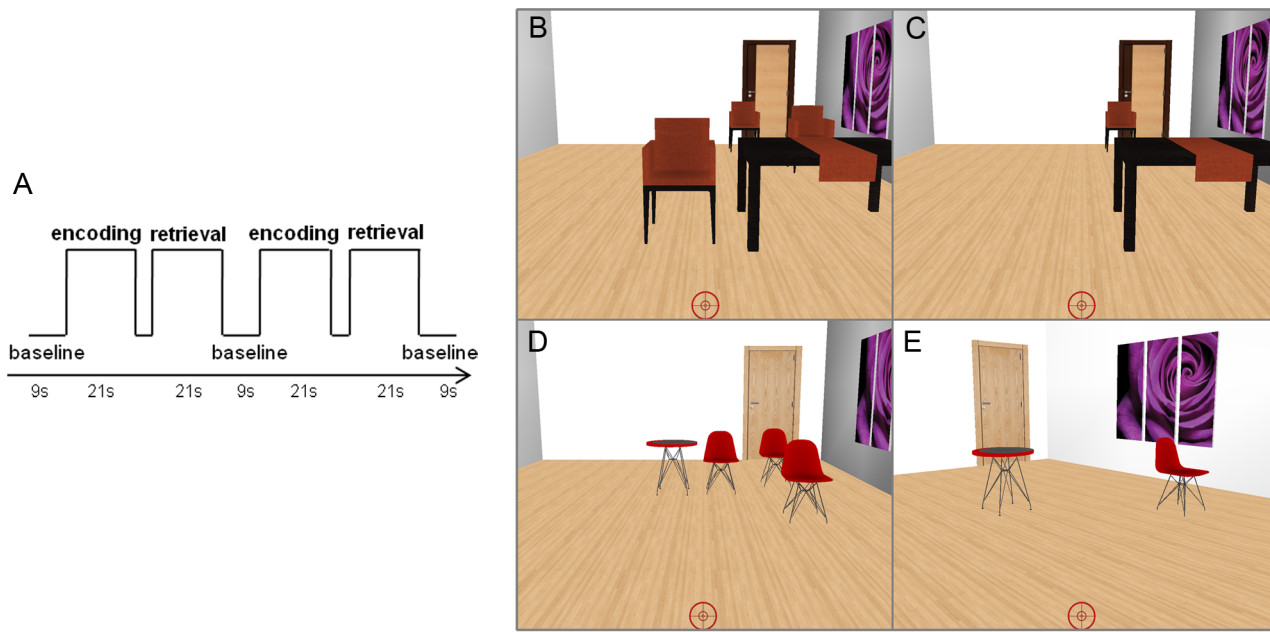 A
encoding retrieval encoding retrieval
baseline baseline baseline
9s 21s 21s 9s 21s 21s 9s
B
C
D
E